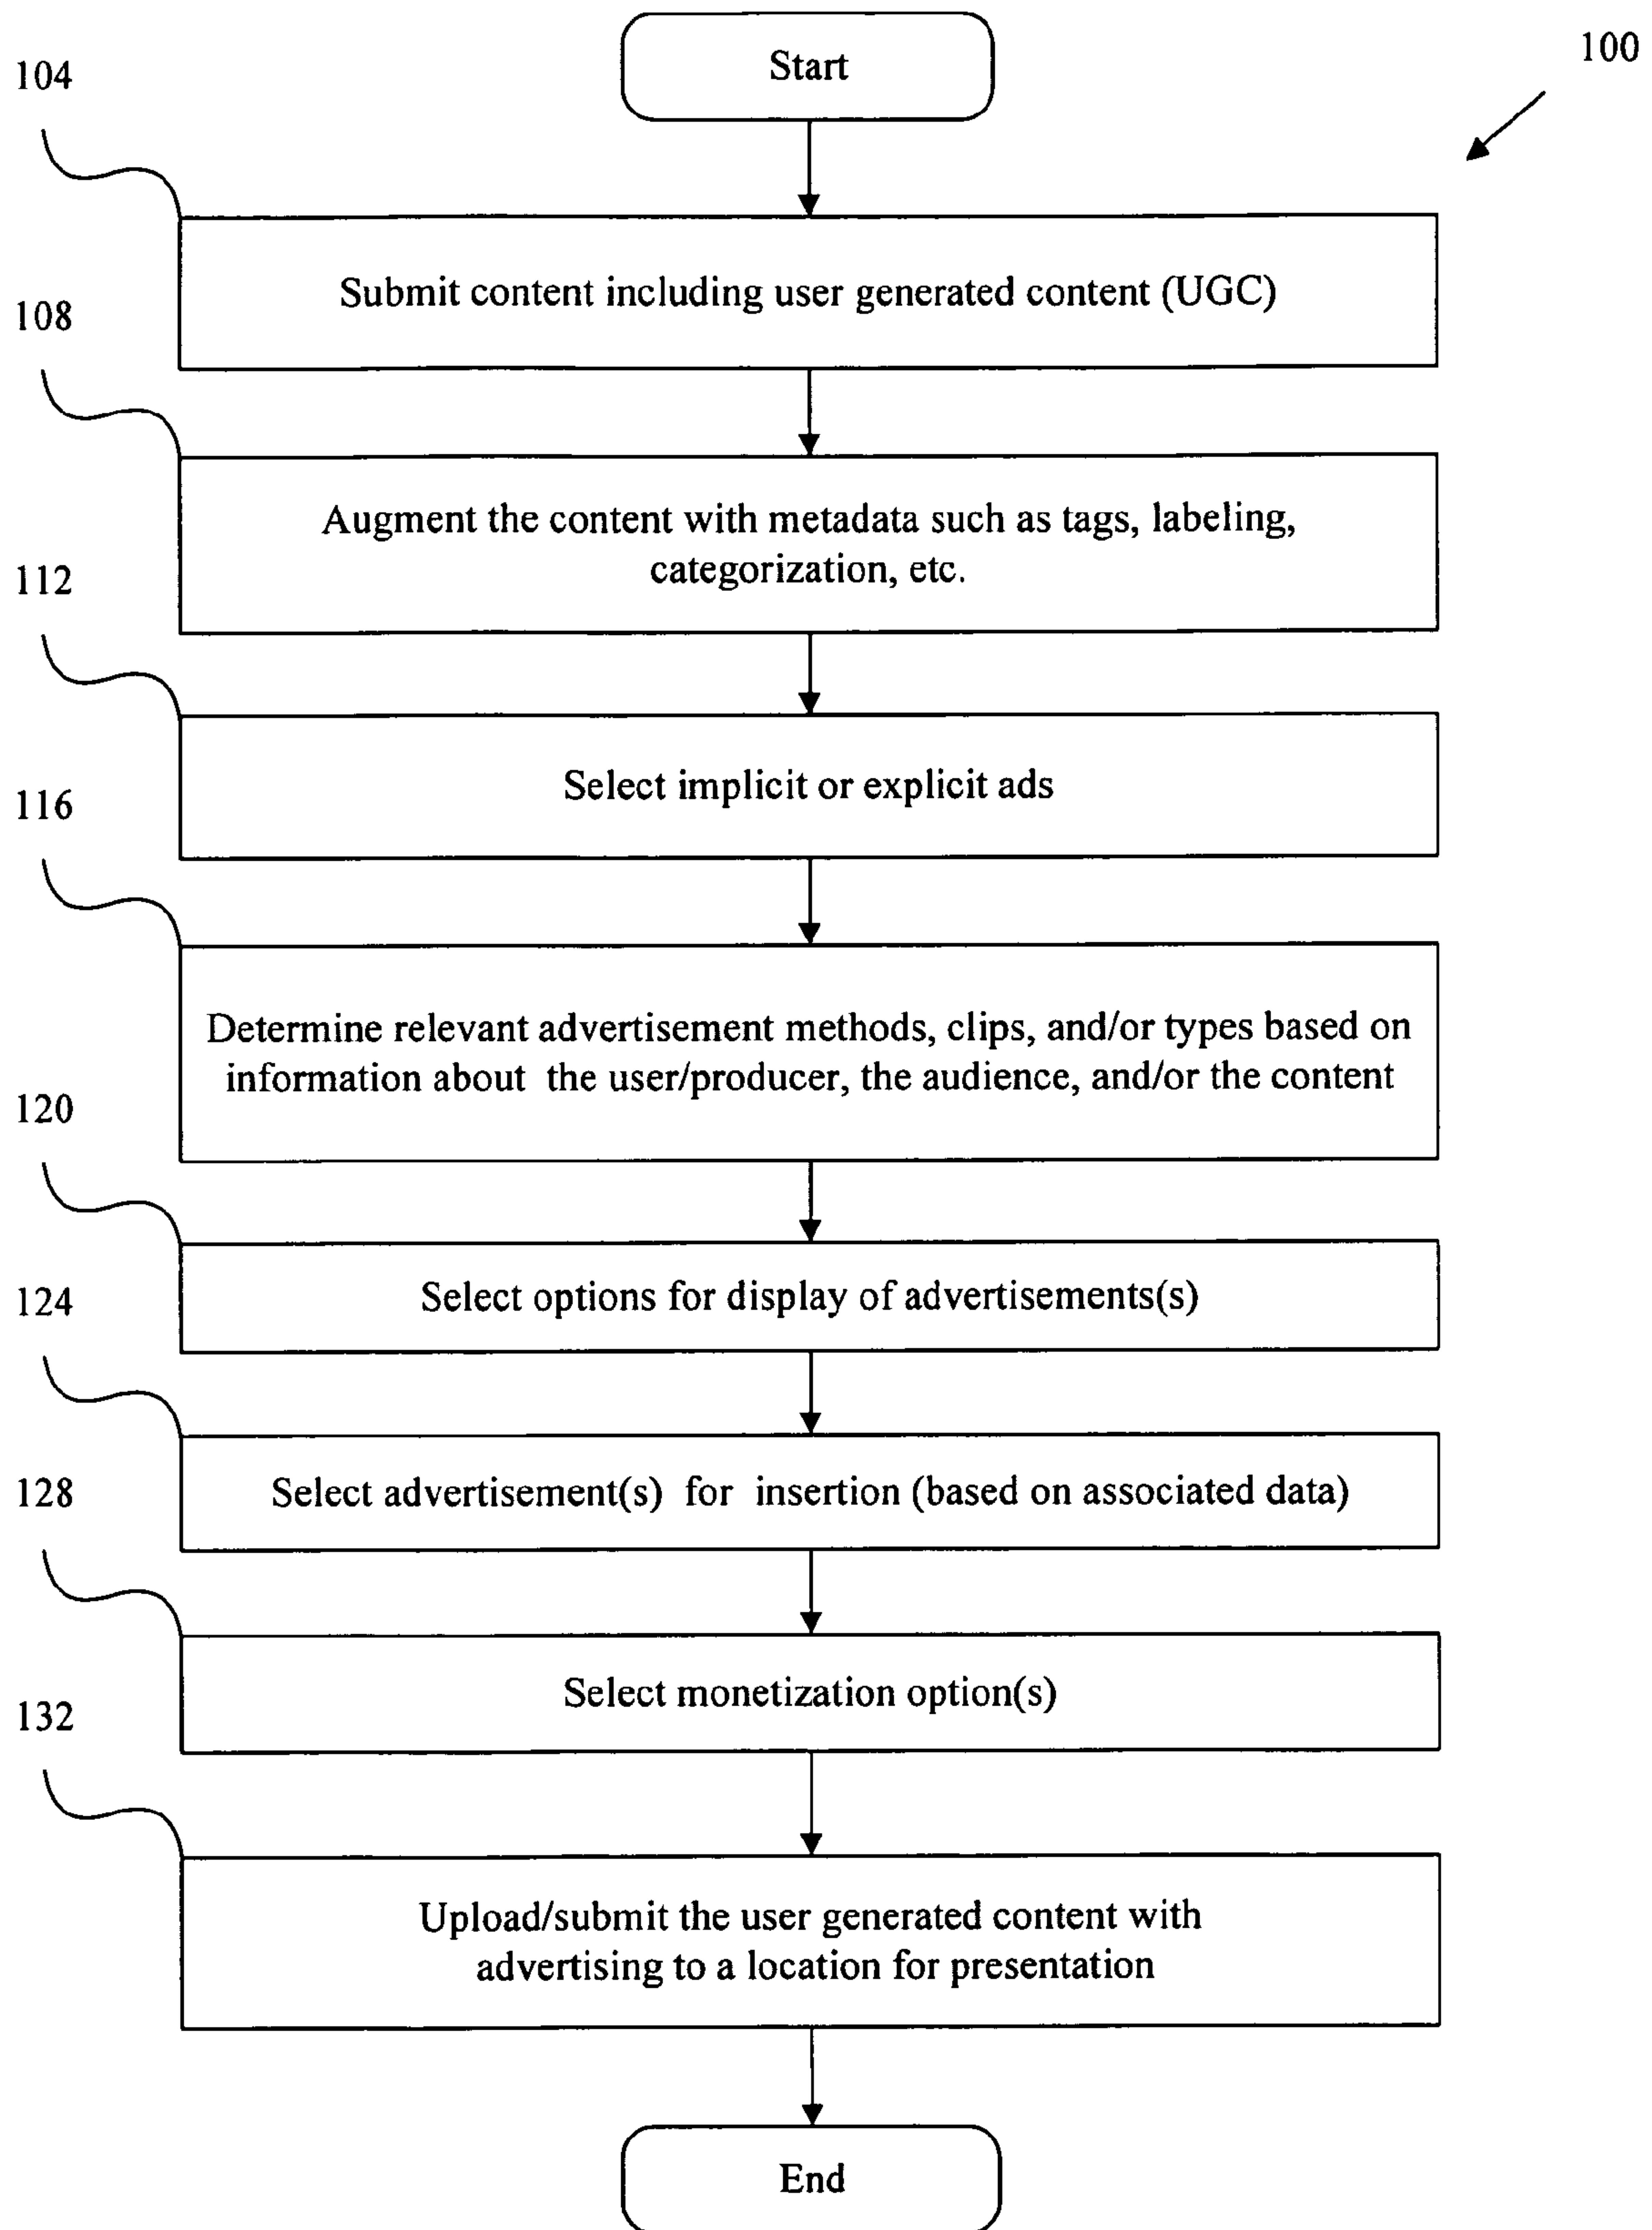 Start
100
104
Submit content including user generated content (UGC)
108
Augment the content with metadata such as tags, labeling,
categorization, etc.
112
Select implicit or explicit ads
116
Determine relevant advertisement methods, clips, and/or types based on
information about the user/producer, the audience, and/or the content
120
Select options for display of advertisements(s)
124
Select advertisement(s) for insertion (based on associated data)
128
Select monetization option(s)
132
Upload/submit the user generated content with
advertising to a location for presentation
End